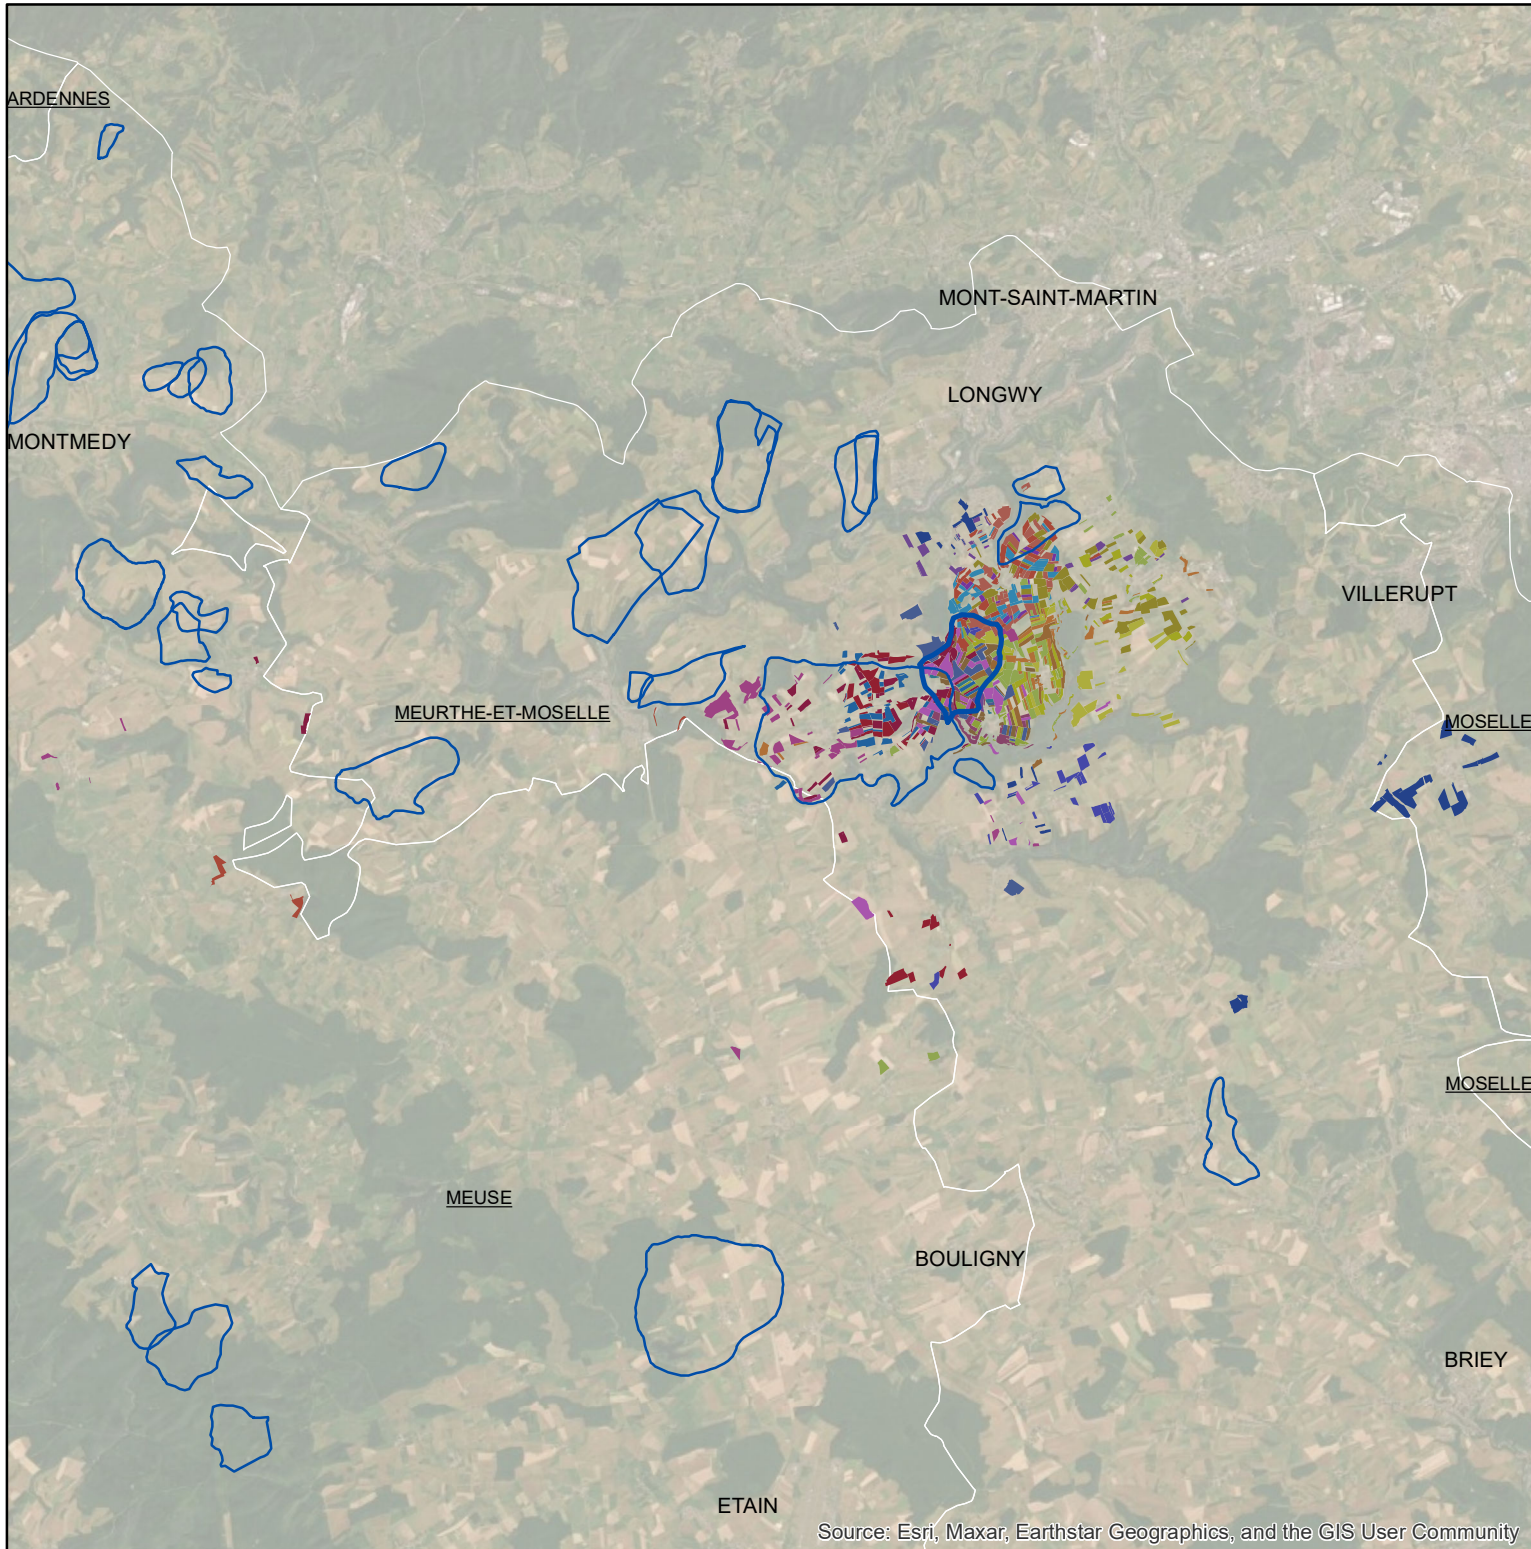 ARDENNES
MONT-SAINT-MARTIN
LONGWY
MONTMEDY
VILLERUPT
MEURTHE-ET-MOSELLE
MOSELLE
MOSELLE
MEUSE
BOULIGNY
BRIEY
ETAIN
Source: Esri, Maxar, Earthstar Geographics, and the GIS User Community